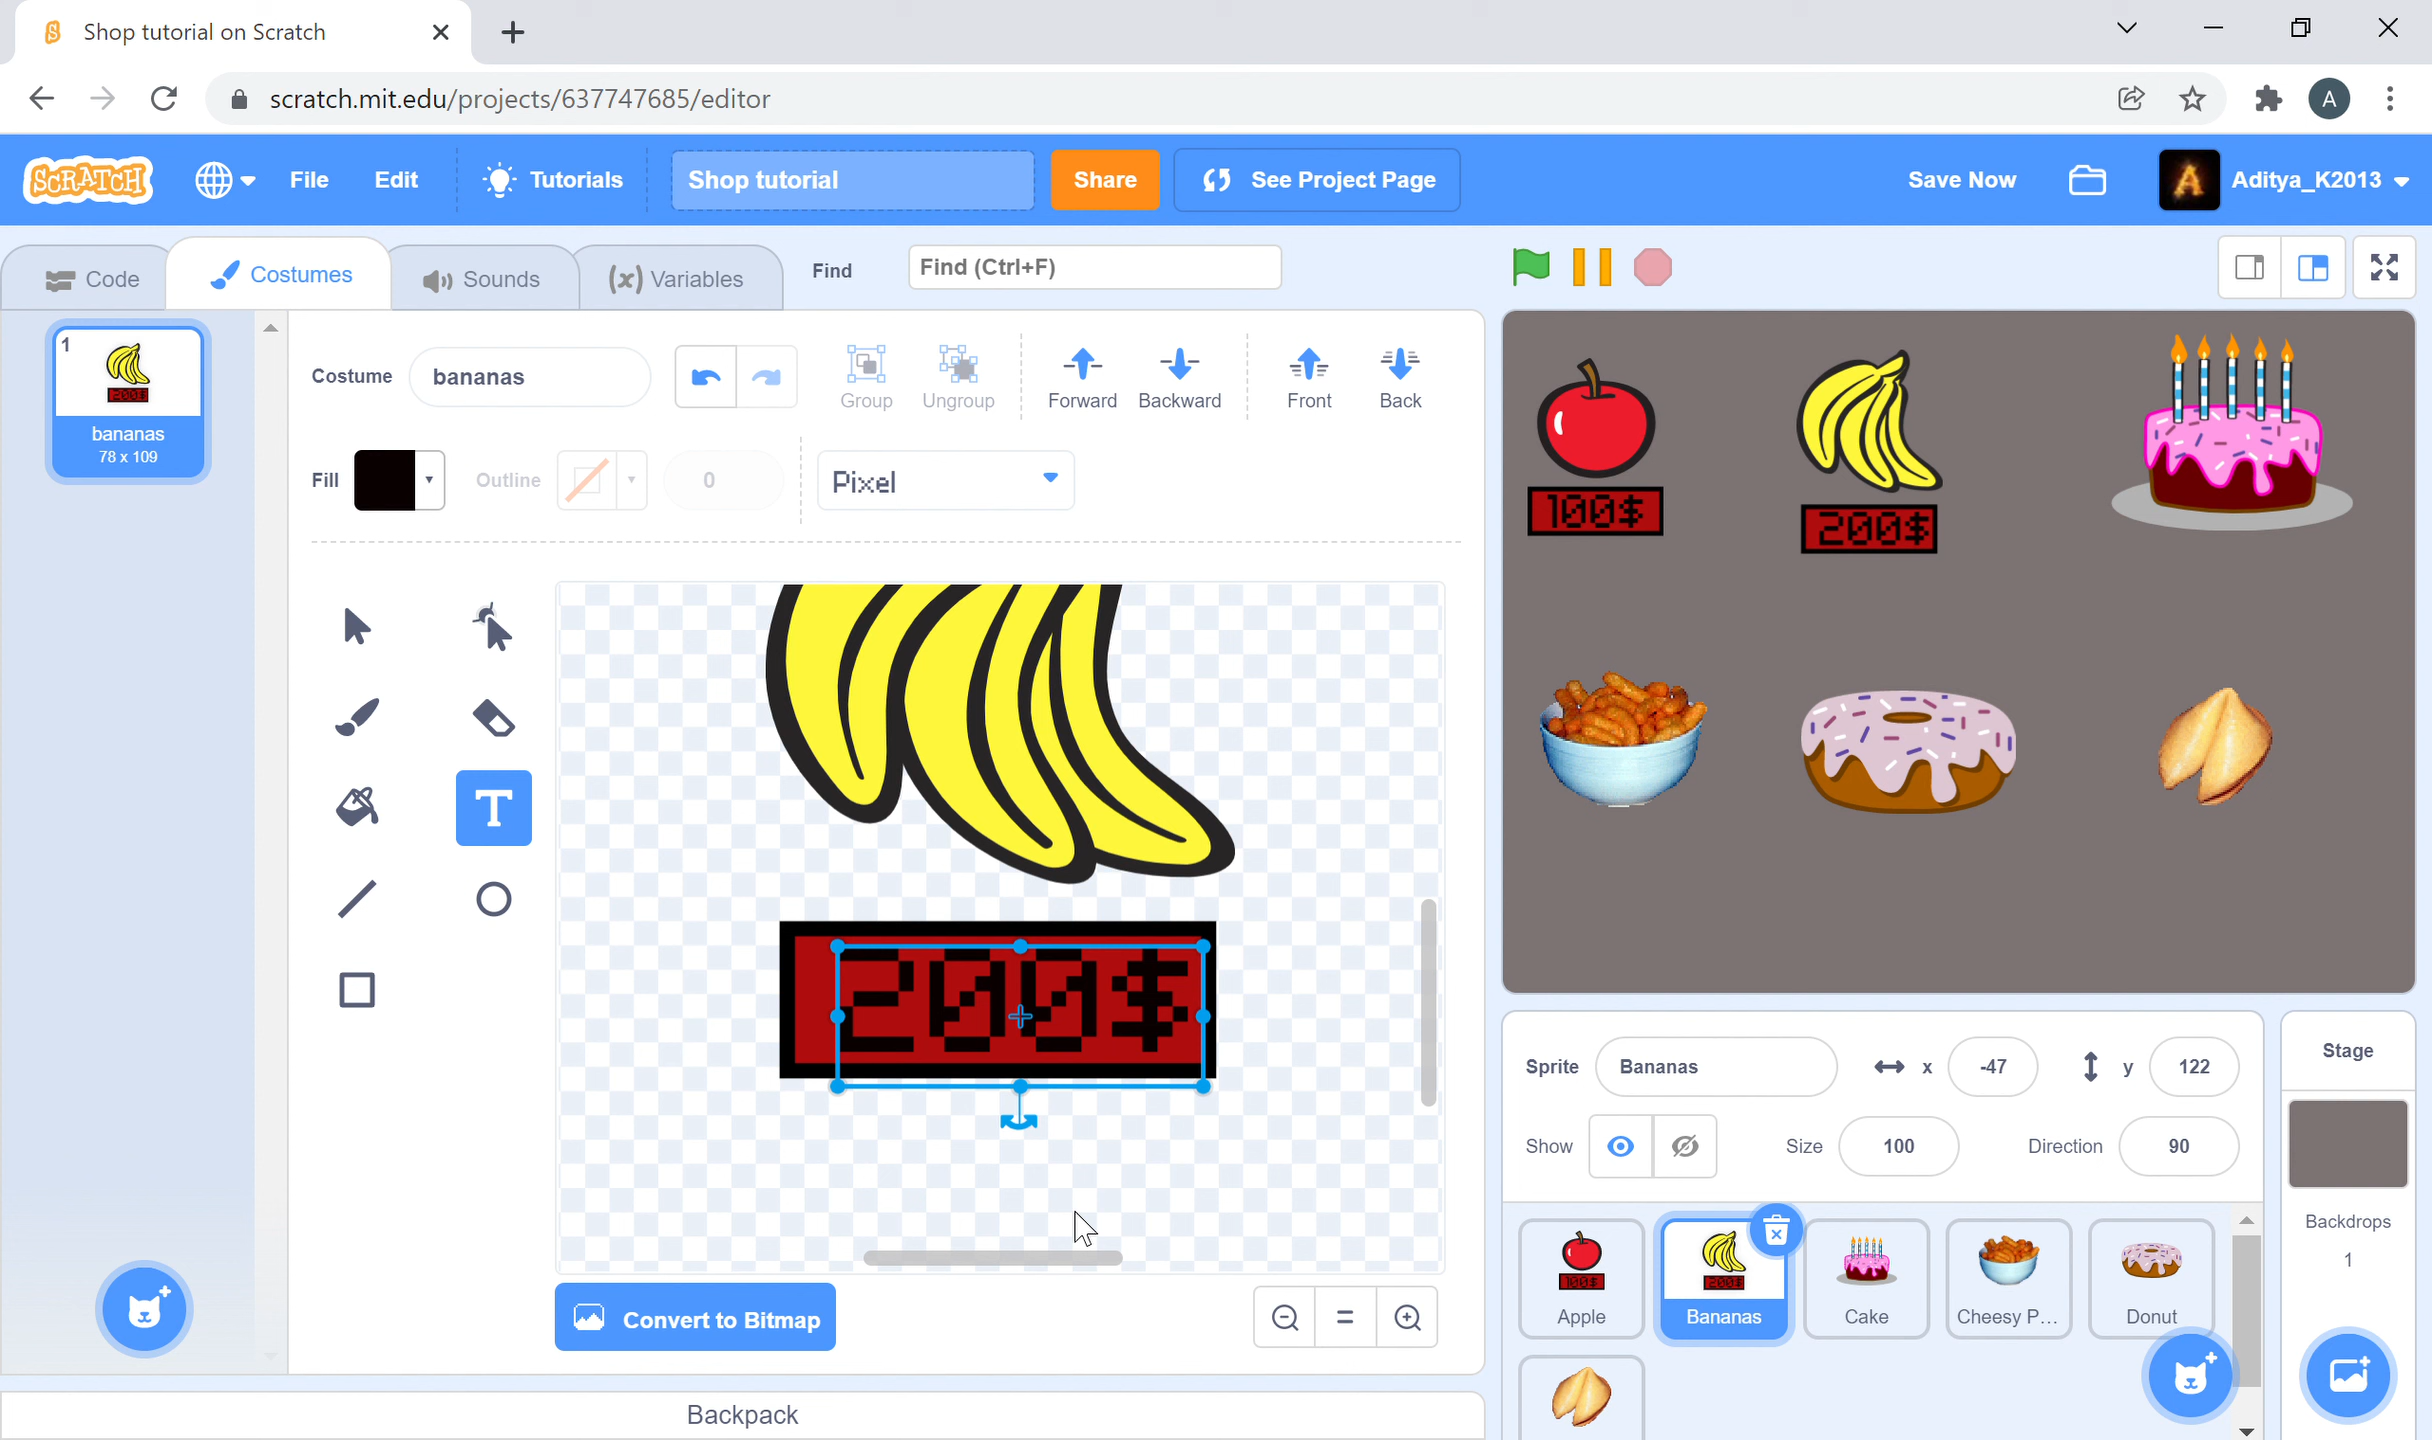 Shop tutorial on Scratch
scratch.mit.edu/projects/637747685/editor
A
SCRATCH
File
Edit
Tutorials
Shop tutorial
Share
See Project Page
Save Now
A
Aditya_K2013
Code
Costumes
Sounds
(x) Variables
Find
Find (Ctrl+F)
1
bananas
78 x 109
Costume
bananas
Group
Ungroup
Forward
Backward
Front
Back
Fill
Outline
0
Pixel
T
200$
Convert to Bitmap
=
Backpack
100$
200$
Sprite
Bananas
x
-47
y
122
Show
Size
100
Direction
90
100$
Apple
200$
Bananas
Cake
Cheesy P...
Donut
Stage
Backdrops
1